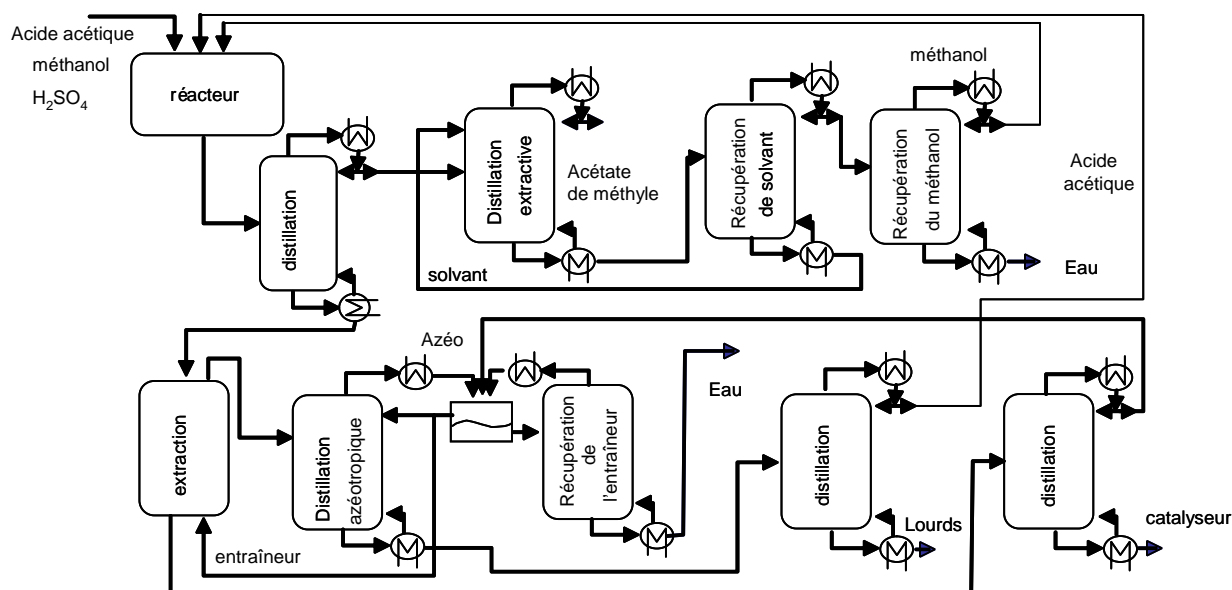 Acide acétique
méthanol
H₂SO₄
réacteur
distillation
Distillation
extractive
Acétate
de méthyle
solvant
Récupération
de solvant
méthanol
Récupération
du méthanol
Acide
acétique
Eau
extraction
entraîneur
Distillation
azéotropique
Azéo
Récupération
de
l'entraîneur
Eau
distillation
Lourds
distillation
catalyseur